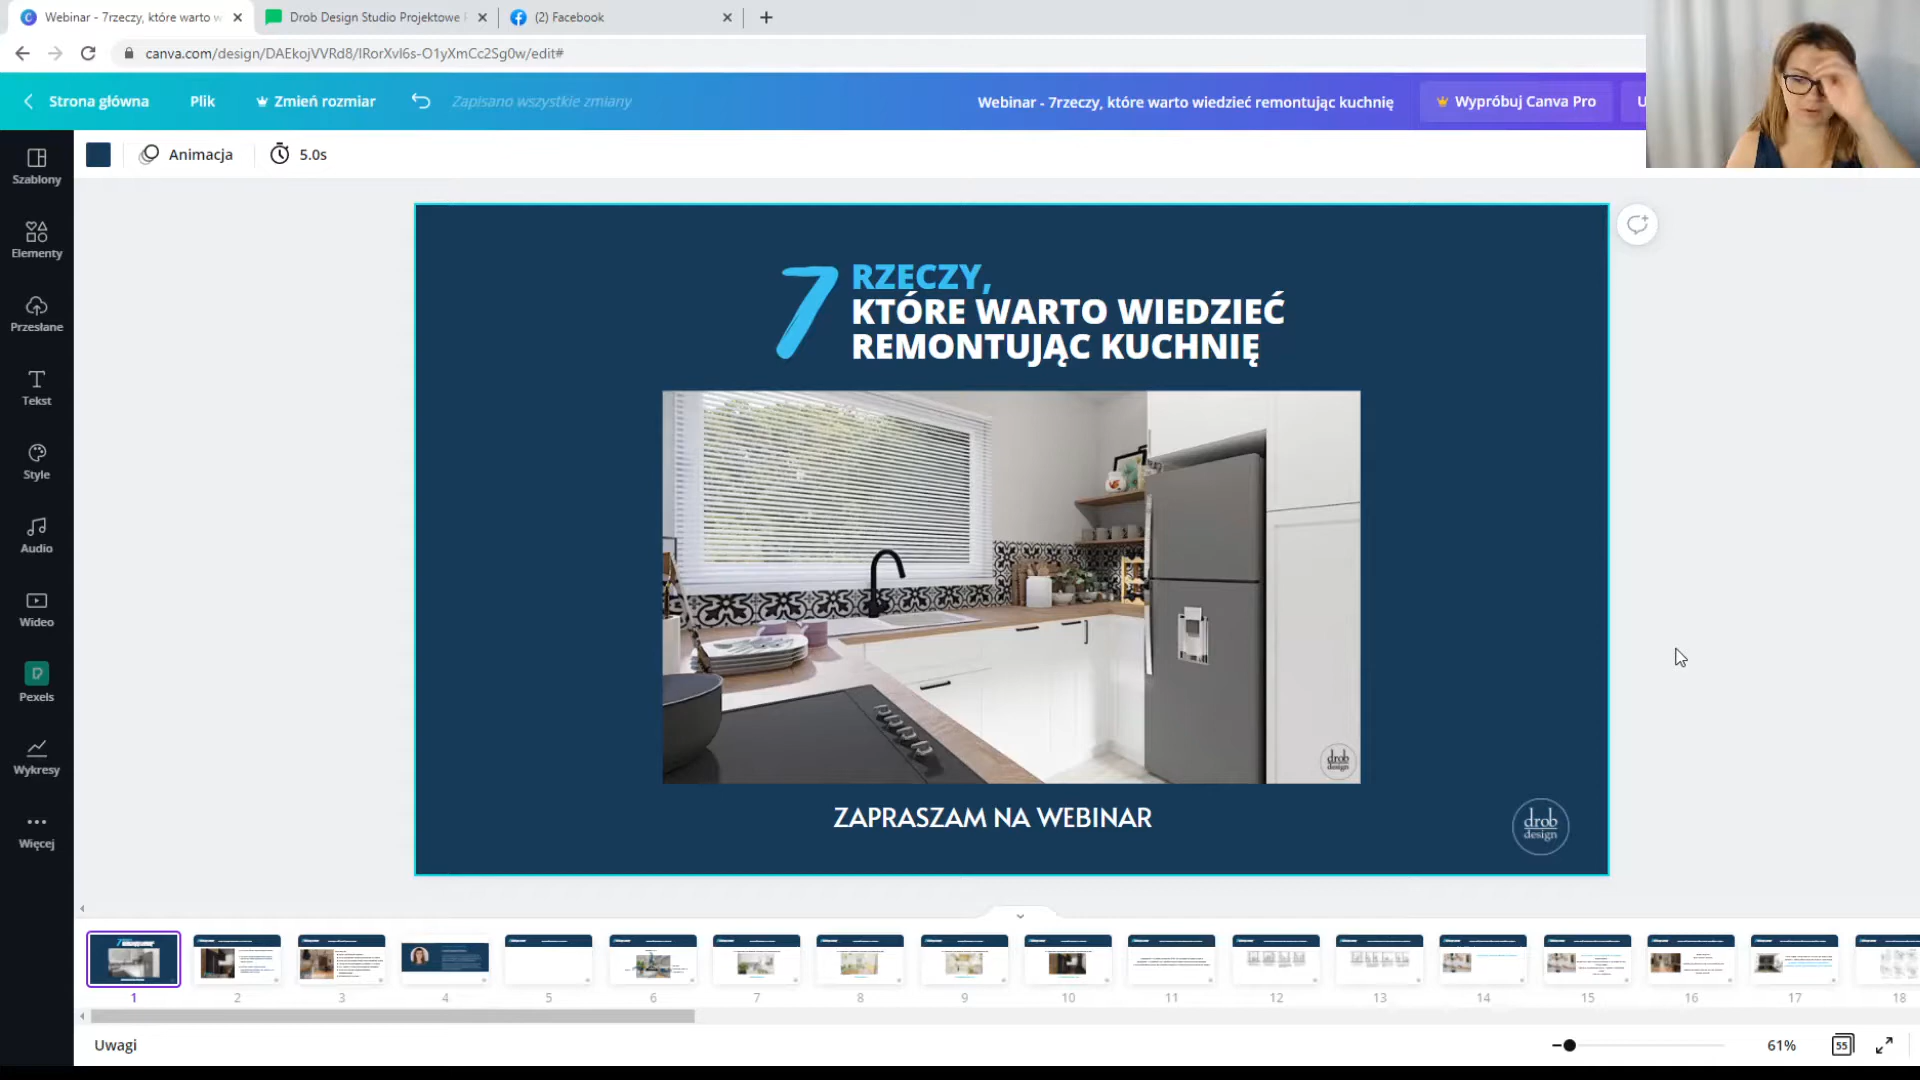 Webinar - 7rzeczy, które warto w
Drob Design Studio Projektowe
(2) Facebook
canva.com/design/DAEkojVVRd8/lRorXvl6s-O1yXmCc2Sg0w/edit#
Strona główna
Plik
Zmień rozmiar
Zapisano wszystkie zmiany
Webinar - 7rzeczy, które warto wiedzieć remontując kuchnię
Wypróbuj Canva Pro
U
Animacja
5.0s
Szablony
Elementy
Przesłane
Tekst
Style
Audio
Wideo
Pexels
Wykresy
Więcej
7 RZECZY,
KTÓRE WARTO WIEDZIEĆ
REMONTUJĄC KUCHNIĘ
drob
design
ZAPRASZAM NA WEBINAR
drob
design
1 2 3 4 5 6 7 8 9 10 11 12 13 14 15 16 17 18
Uwagi
61%
55